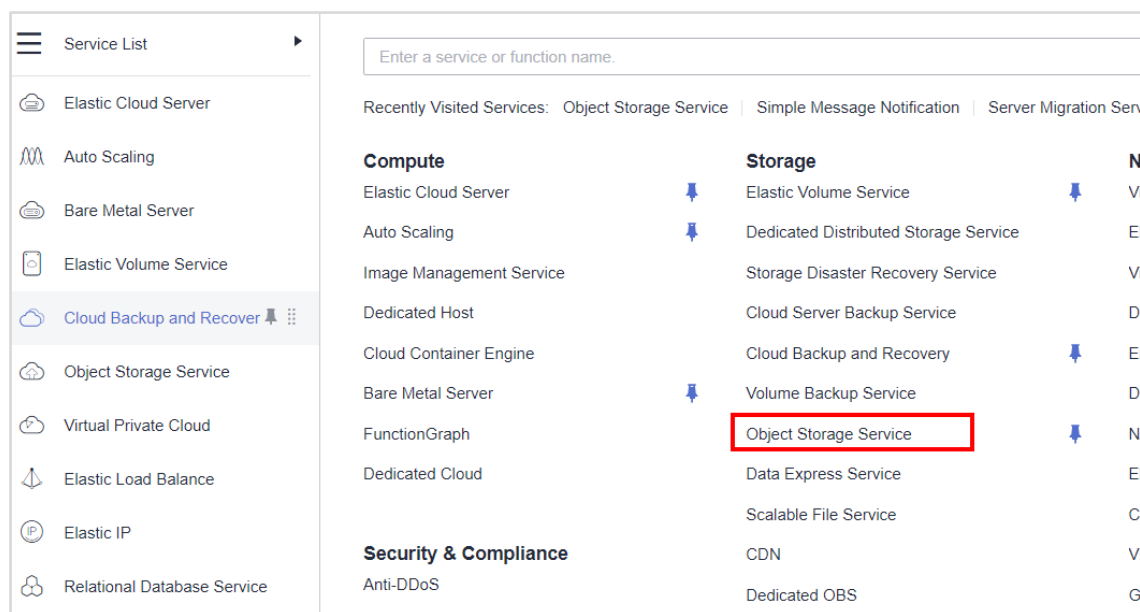 Service List
Elastic Cloud Server
Auto Scaling
Bare Metal Server
Elastic Volume Service
Cloud Backup and Recover
Object Storage Service
Virtual Private Cloud
Elastic Load Balance
Elastic IP
Relational Database Service
Enter a service or function name.
Recently Visited Services: Object Storage Service Simple Message Notification Server Migration Serv
Compute
Elastic Cloud Server
Auto Scaling
Image Management Service
Dedicated Host
Cloud Container Engine
Bare Metal Server
FunctionGraph
Dedicated Cloud
Security & Compliance
Anti-DDoS
Storage
Elastic Volume Service
Dedicated Distributed Storage Service
Storage Disaster Recovery Service
Cloud Server Backup Service
Cloud Backup and Recovery
Volume Backup Service
Object Storage Service
Data Express Service
Scalable File Service
CDN
Dedicated OBS